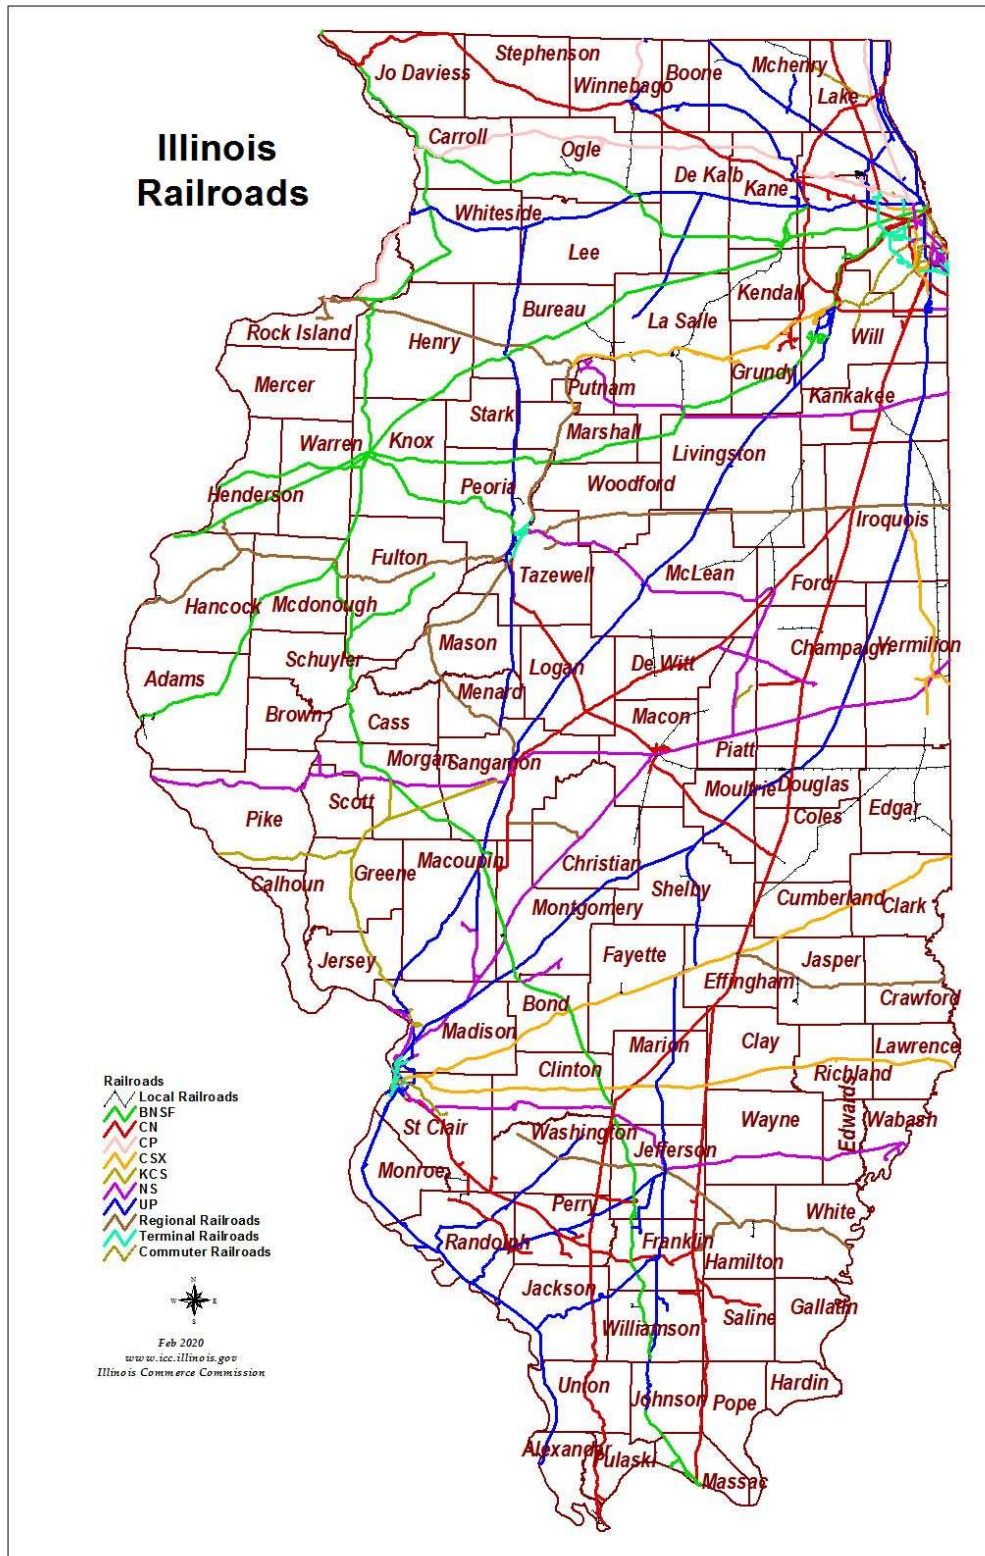 Illinois
Railroads
Jo Daviess
Stephenson
Winnebago
Boone
Mchenry
Lake
Carroll
Ogle
De Kalb
Kane
Whiteside
Lee
Kendall
Bureau
La Salle
Will
Rock Island
Henry
Grundy
Mercer
Putnam
Kankakee
Stark
Warren
Knox
Marshall
Livingston
Henderson
Peoria
Woodford
Iroquois
Fulton
Tazewell
McLean
Ford
Hancock
Mcdonough
Mason
Logan
De Witt
Champaign
Vermilion
Schuyler
Adams
Menard
Brown
Cass
Macon
Piatt
Morgan
Sangamon
Moultrie
Douglas
Scott
Coles
Edgar
Pike
Christian
Macoupin
Greene
Calhoun
Shelby
Cumberland
Clark
Montgomery
Jersey
Fayette
Effingham
Jasper
Crawford
Bond
Madison
Marion
Clay
Lawrence
Clinton
Richland
Edwards
Wayne
Wabash
St Clair
Washington
Jefferson
Monroe
Perry
White
Randolph
Franklin
Hamilton
Jackson
Gallatin
Saline
Williamson
Union
Johnson
Pope
Hardin
Alexander
Pulaski
Massac
Railroads
Local Railroads
BNSF
CN
CP
CSX
KCS
NS
UP
Regional Railroads
Terminal Railroads
Commuter Railroads
N
W E
S
Feb 2020
www.icc.illinois.gov
Illinois Commerce Commission